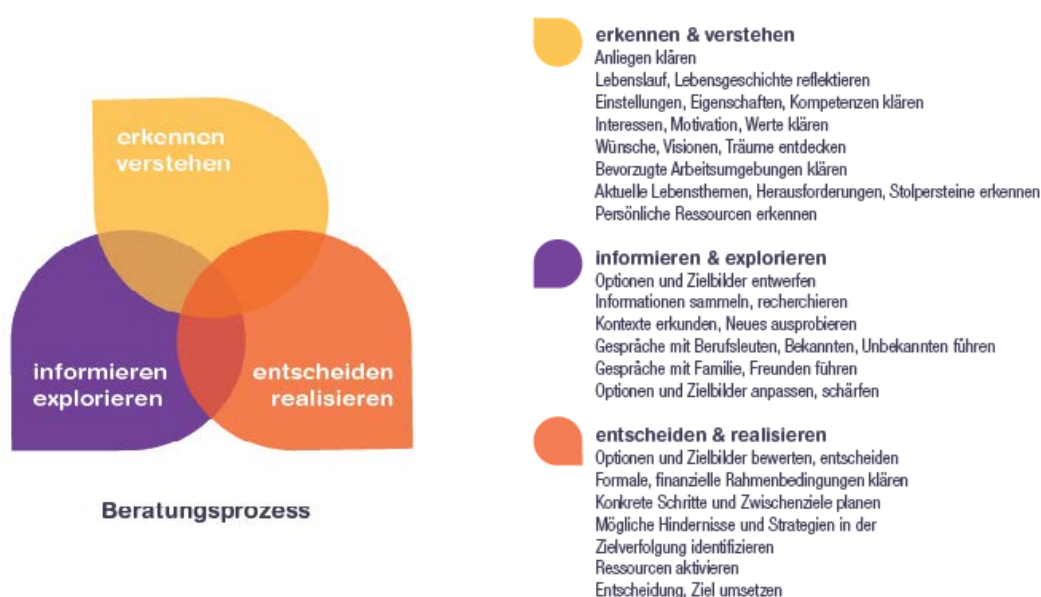 erkennen
verstehen
informieren
explorieren
entscheiden
realisieren
Beratungsprozess
erkennen & verstehen
Anliegen klären
Lebenslauf, Lebensgeschichte reflektieren
Einstellungen, Eigenschaften, Kompetenzen klären
Interessen, Motivation, Werte klären
Wünsche, Visionen, Träume entdecken
Bevorzugte Arbeitsumgebungen klären
Aktuelle Lebensthemen, Herausforderungen, Stolpersteine erkennen
Persönliche Ressourcen erkennen
informieren & explorieren
Optionen und Zielbilder entwerfen
Informationen sammeln, recherchieren
Kontexte erkunden, Neues ausprobieren
Gespräche mit Berufsleuten, Bekannten, Unbekannten führen
Gespräche mit Familie, Freunden führen
Optionen und Zielbilder anpassen, schärfen
entscheiden & realisieren
Optionen und Zielbilder bewerten, entscheiden
Formale, finanzielle Rahmenbedingungen klären
Konkrete Schritte und Zwischenziele planen
Mögliche Hindernisse und Strategien in der
Zielverfolgung identifizieren
Ressourcen aktivieren
Entscheidung, Ziel umsetzen